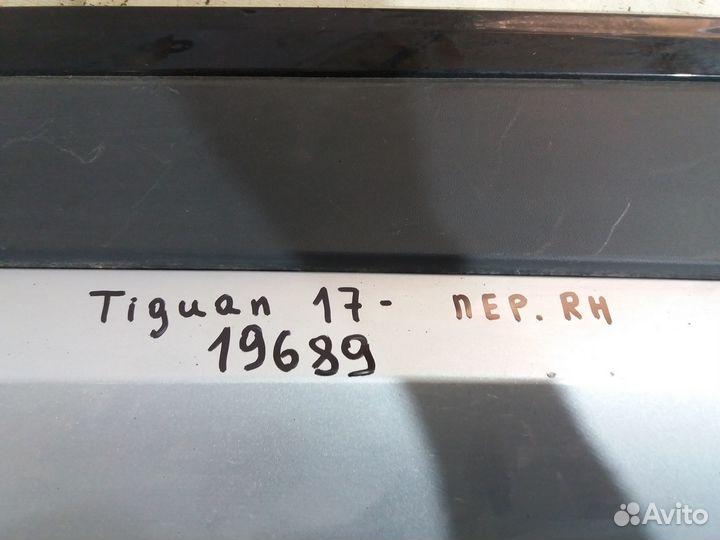 Tiguan 17- ПЕР. RH
19689
Avito